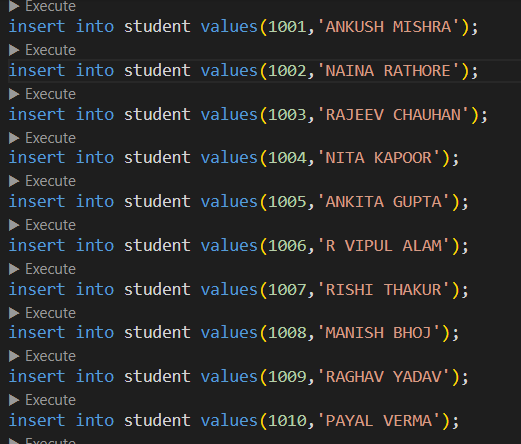 ▶ Execute
insert into student values(1001,'ANKUSH MISHRA');
▶ Execute
insert into student values(1002,'NAINA RATHORE');
▶ Execute
insert into student values(1003,'RAJEEV CHAUHAN');
▶ Execute
insert into student values(1004,'NITA KAPOOR');
▶ Execute
insert into student values(1005,'ANKITA GUPTA');
▶ Execute
insert into student values(1006,'R VIPUL ALAM');
▶ Execute
insert into student values(1007,'RISHI THAKUR');
▶ Execute
insert into student values(1008,'MANISH BHOJ');
▶ Execute
insert into student values(1009,'RAGHAV YADAV');
▶ Execute
insert into student values(1010,'PAYAL VERMA');
▶ Execute